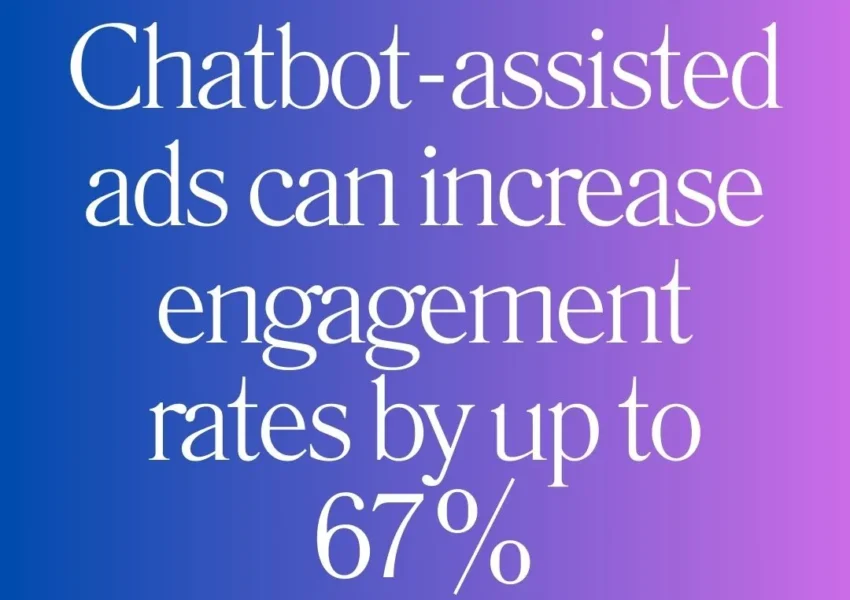 Chatbot-assisted
ads can increase
engagement
rates by up to
67%